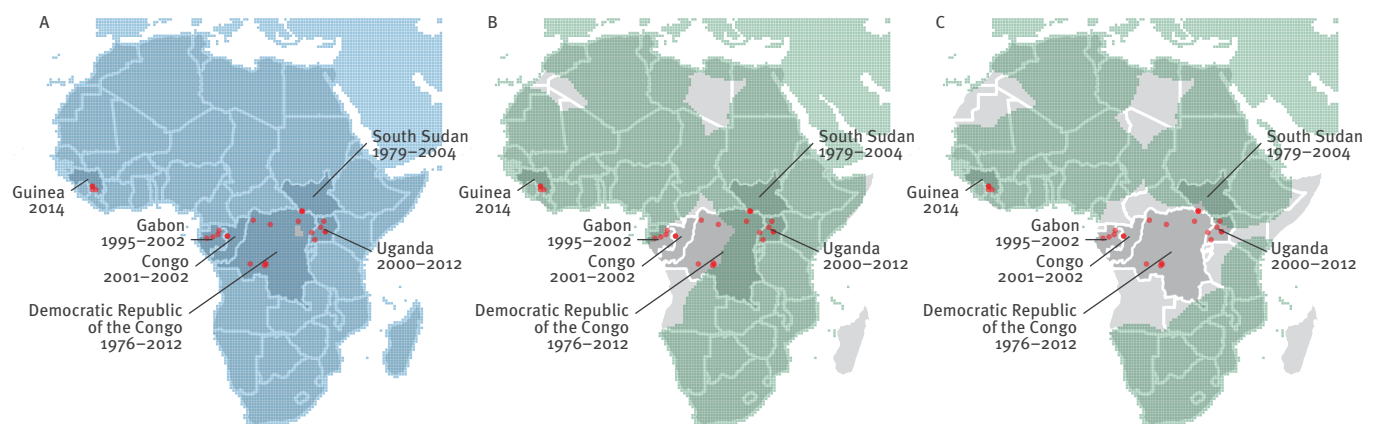 A
South Sudan
1979–2004
Guinea
2014
Gabon
1995–2002
Congo
2001–2002
Uganda
2000–2012
Democratic Republic
of the Congo
1976–2012
B
South Sudan
1979–2004
Guinea
2014
Gabon
1995–2002
Congo
2001–2002
Uganda
2000–2012
Democratic Republic
of the Congo
1976–2012
C
South Sudan
1979–2004
Guinea
2014
Gabon
1995–2002
Congo
2001–2002
Uganda
2000–2012
Democratic Republic
of the Congo
1976–2012